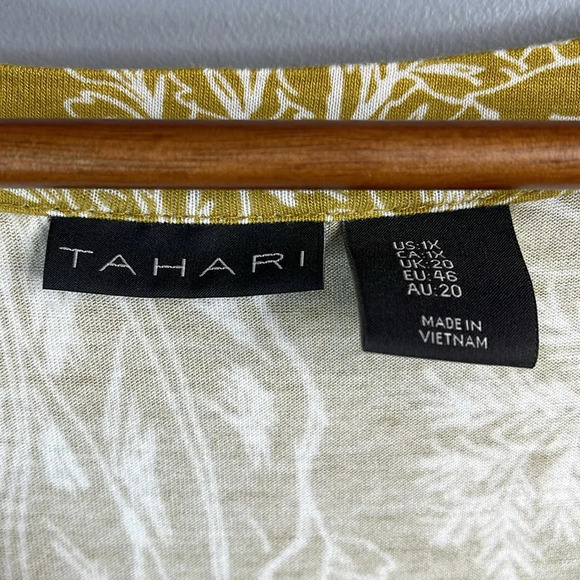 TAHARI
US:1X
CA:1X
UK:20
EU:46
AU:20
MADE IN
VIETNAM